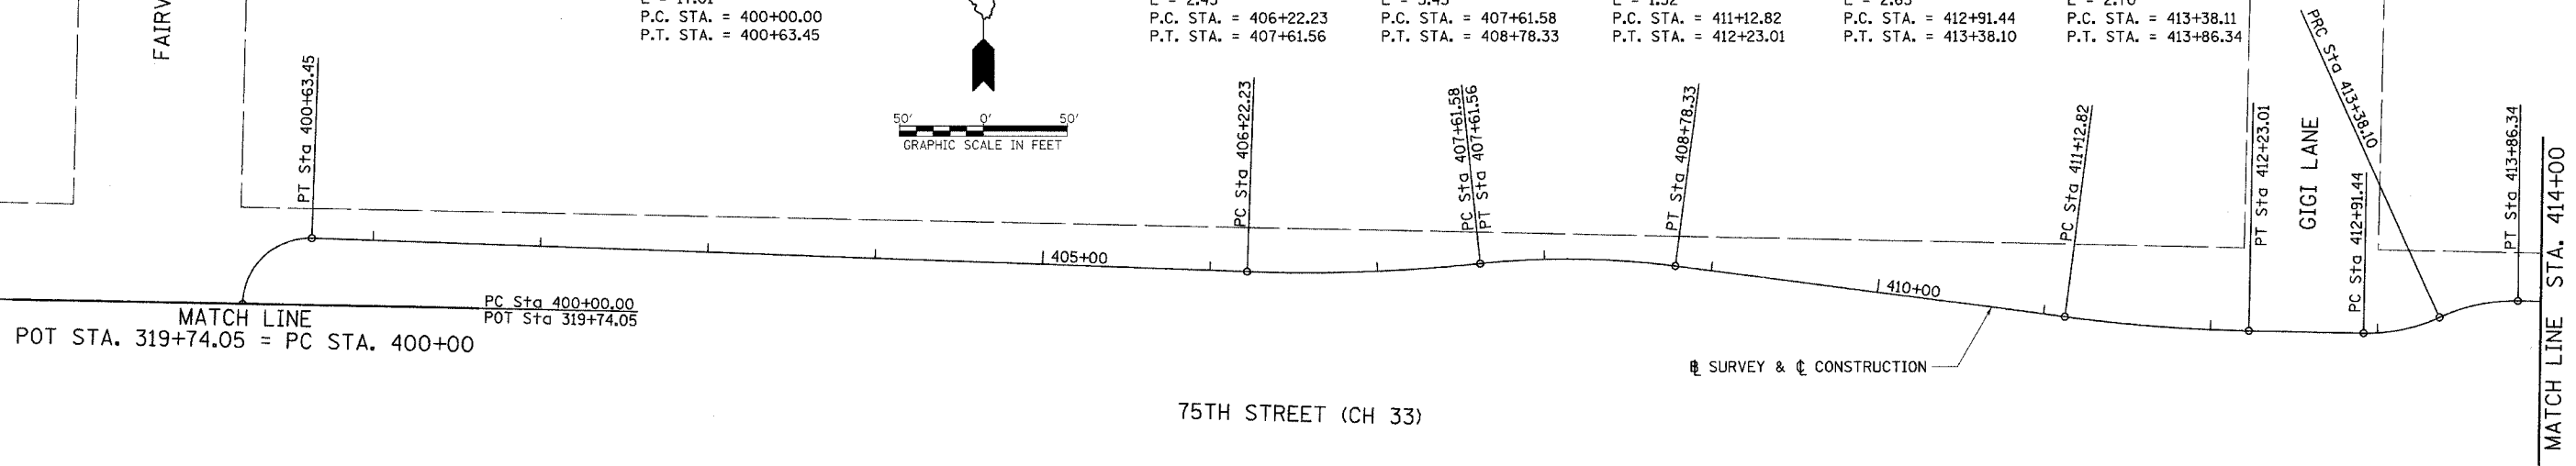 FAIRV
P.C. STA. = 400+00.00
P.T. STA. = 400+63.45
P.C. STA. = 406+22.23
P.T. STA. = 407+61.56
P.C. STA. = 407+61.58
P.T. STA. = 408+78.33
P.C. STA. = 411+12.82
P.T. STA. = 412+23.01
P.C. STA. = 412+91.44
P.T. STA. = 413+38.10
P.C. STA. = 413+38.11
P.T. STA. = 413+86.34
50' 0' 50'
GRAPHIC SCALE IN FEET
PT Sta 400+63.45
PC Sta 406+22.23
PC Sta 407+61.58
PT Sta 407+61.56
PT Sta 408+78.33
PC Sta 411+12.82
PT Sta 412+23.01
GIGI LANE
PC Sta 412+91.44
PRC Sta 413+38.10
PT Sta 413+86.34
405+00
410+00
PC Sta 400+00.00
POT Sta 319+74.05
MATCH LINE
POT STA. 319+74.05 = PC STA. 400+00
℄ SURVEY & ℄ CONSTRUCTION
75TH STREET (CH 33)
MATCH LINE STA. 414+00